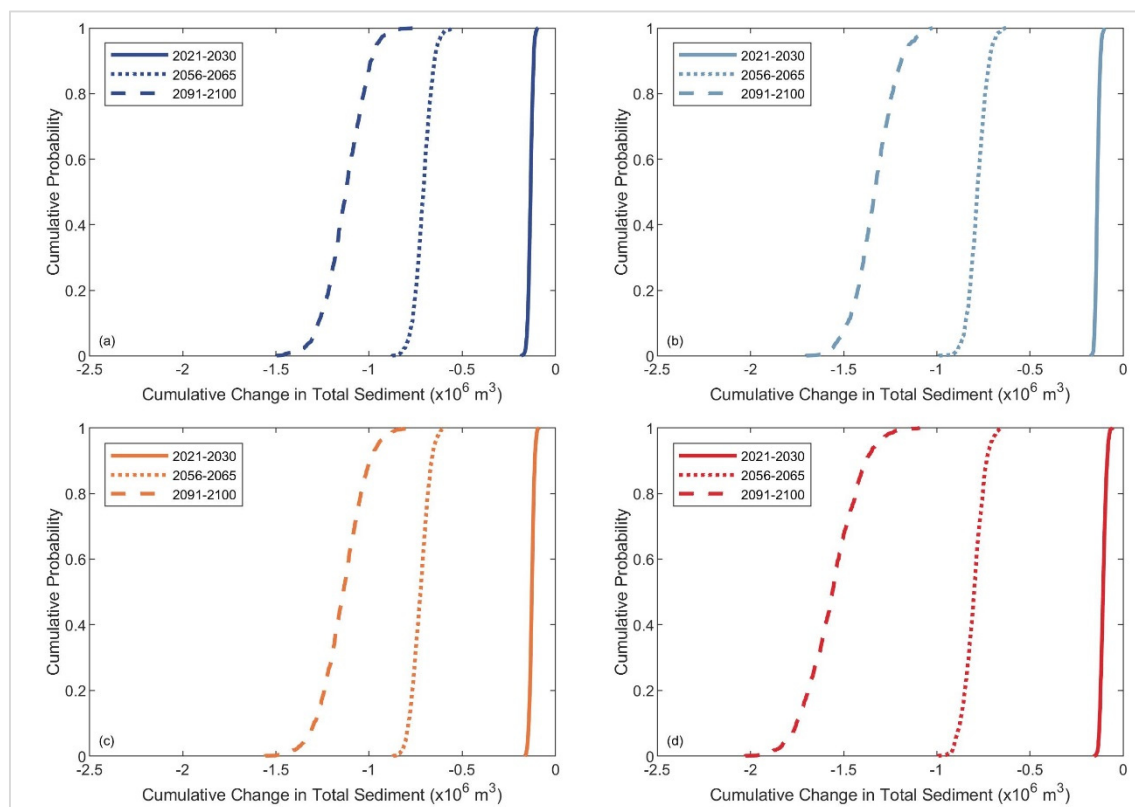 1
0.8
0.6
0.4
0.2
0
Cumulative Probability
2021-2030
2056-2065
2091-2100
(a)
-2.5 -2 -1.5 -1 -0.5 0
Cumulative Change in Total Sediment (x10⁶ m³)
1
0.8
0.6
0.4
0.2
0
Cumulative Probability
2021-2030
2056-2065
2091-2100
(b)
-2.5 -2 -1.5 -1 -0.5 0
Cumulative Change in Total Sediment (x10⁶ m³)
1
0.8
0.6
0.4
0.2
0
Cumulative Probability
2021-2030
2056-2065
2091-2100
(c)
-2.5 -2 -1.5 -1 -0.5 0
Cumulative Change in Total Sediment (x10⁶ m³)
1
0.8
0.6
0.4
0.2
0
Cumulative Probability
2021-2030
2056-2065
2091-2100
(d)
-2.5 -2 -1.5 -1 -0.5 0
Cumulative Change in Total Sediment (x10⁶ m³)